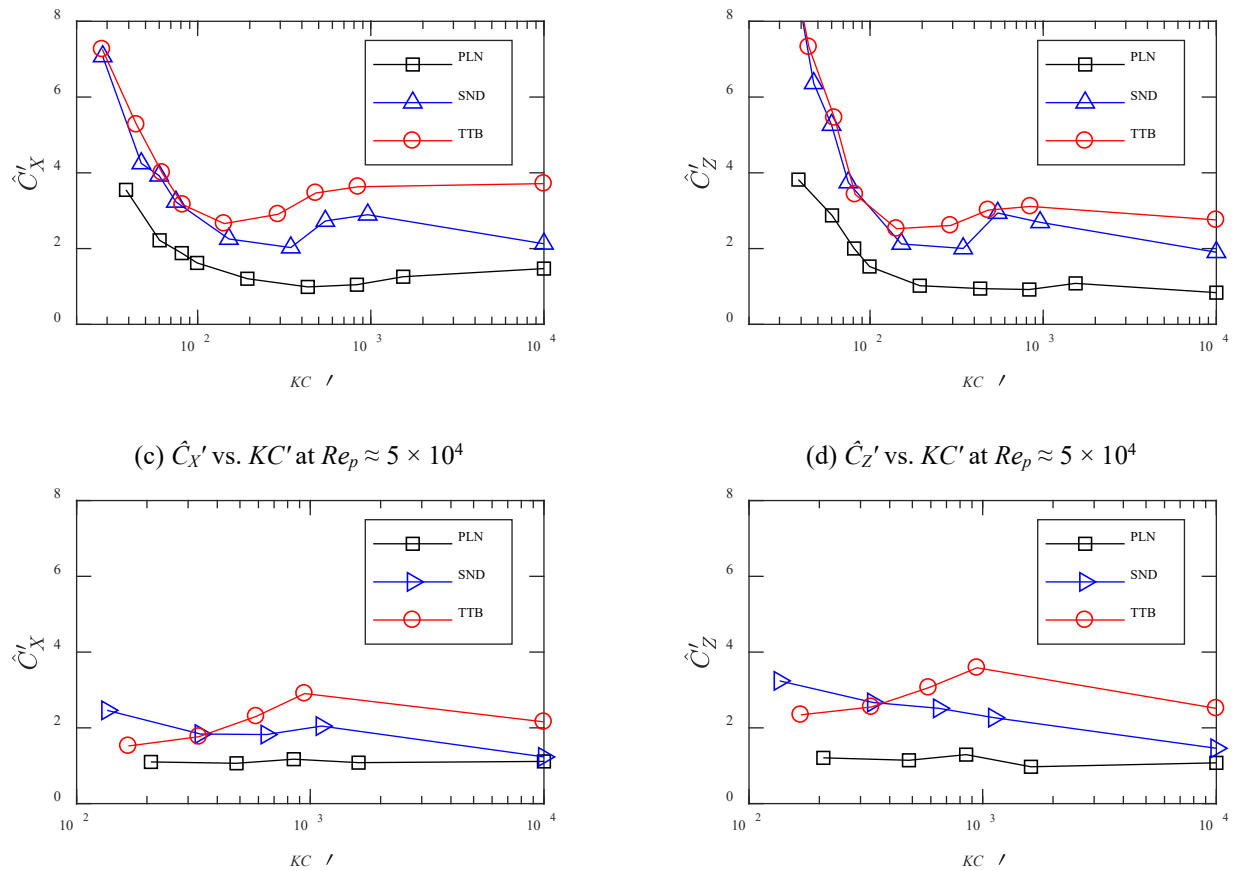 8
6
4
2
0
Ĉ′X
PLN
SND
TTB
10 2
10 3
10 4
KC ′
8
6
4
2
0
Ĉ′Z
PLN
SND
TTB
10 2
10 3
10 4
KC ′
(c) ĈX′ vs. KC′ at Rep ≈ 5 × 10⁴
(d) ĈZ′ vs. KC′ at Rep ≈ 5 × 10⁴
8
6
4
2
0
Ĉ′X
PLN
SND
TTB
10 2
10 3
10 4
KC ′
8
6
4
2
0
Ĉ′Z
PLN
SND
TTB
10 2
10 3
10 4
KC ′